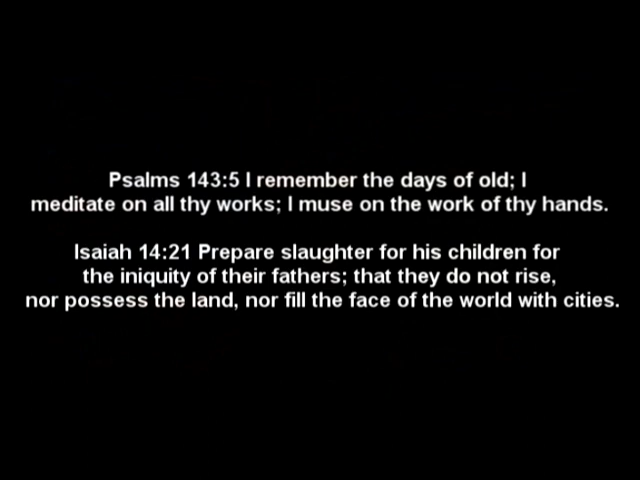 Psalms 143:5 I remember the days of old; I
meditate on all thy works; I muse on the work of thy hands.
Isaiah 14:21 Prepare slaughter for his children for
the iniquity of their fathers; that they do not rise,
nor possess the land, nor fill the face of the world with cities.